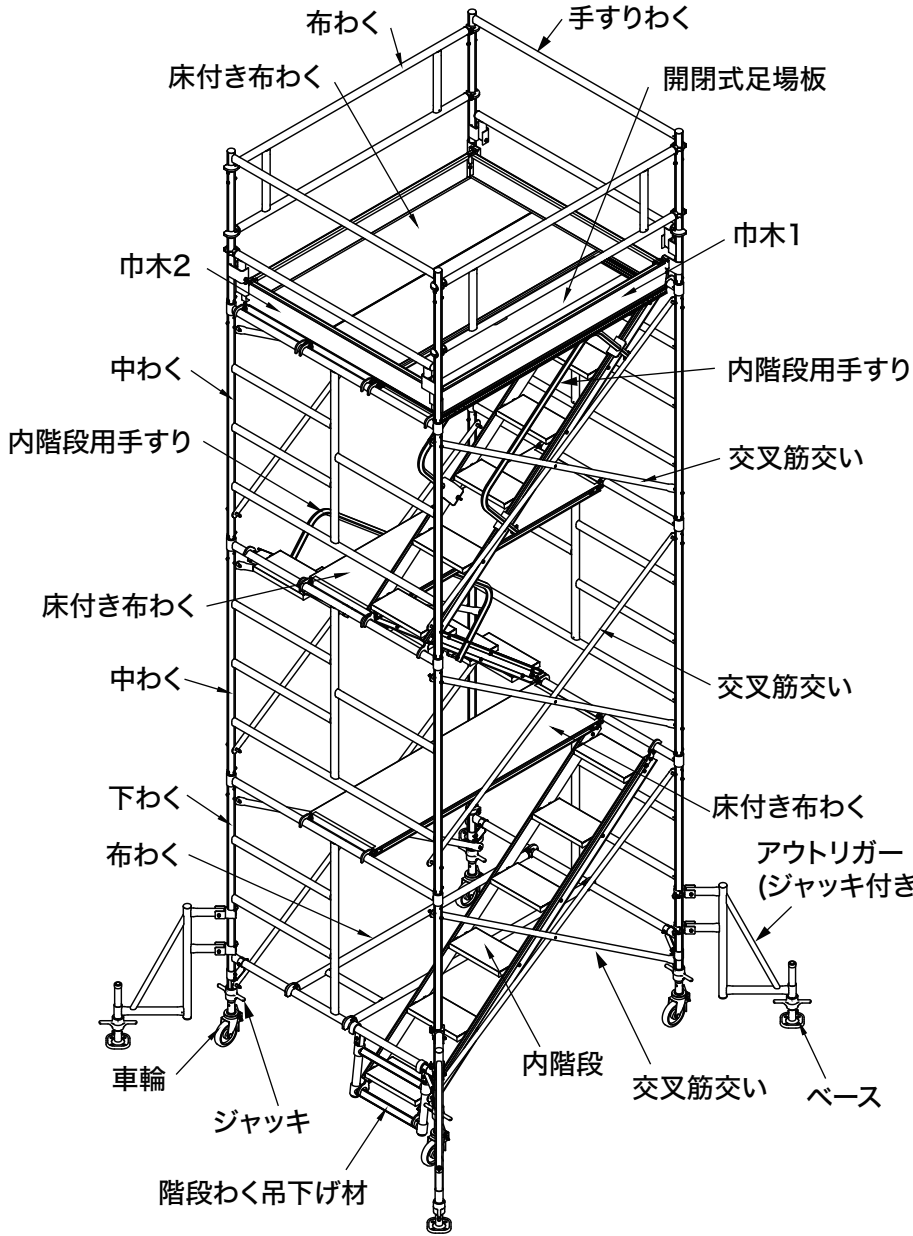 布わく
手すりわく
床付き布わく
開閉式足場板
巾木2
巾木1
中わく
内階段用手すり
内階段用手すり
交叉筋交い
床付き布わく
中わく
交叉筋交い
下わく
床付き布わく
布わく
アウトリガー
(ジャッキ付き
車輪
ジャッキ
内階段
交叉筋交い
ベース
階段わく吊下げ材